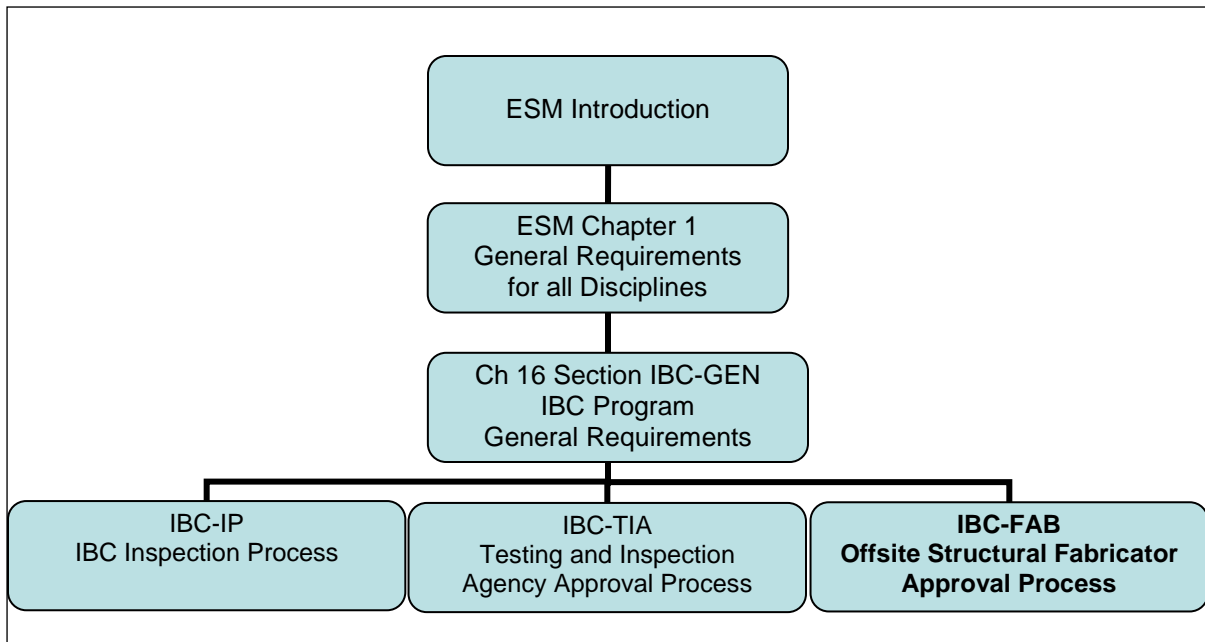 ESM Introduction
ESM Chapter 1
General Requirements
for all Disciplines
Ch 16 Section IBC-GEN
IBC Program
General Requirements
IBC-IP
IBC Inspection Process
IBC-TIA
Testing and Inspection
Agency Approval Process
IBC-FAB
Offsite Structural Fabricator
Approval Process